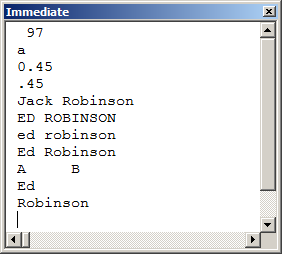 Immediate
97
a
0.45
.45
Jack Robinson
ED ROBINSON
ed robinson
Ed Robinson
A     B
Ed
Robinson